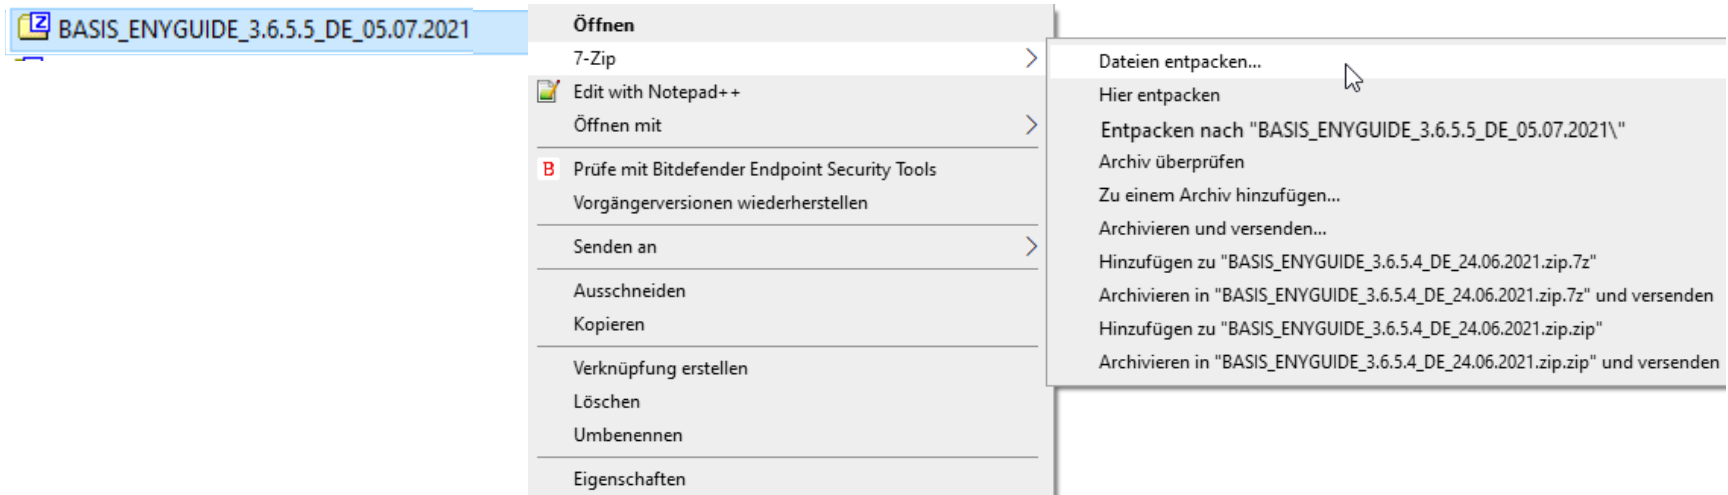 BASIS_ENYGUIDE_3.6.5.5_DE_05.07.2021
Öffnen
7-Zip
Edit with Notepad++
Öffnen mit
Prüfe mit Bitdefender Endpoint Security Tools
Vorgängerversionen wiederherstellen
Senden an
Ausschneiden
Kopieren
Verknüpfung erstellen
Löschen
Umbenennen
Eigenschaften
Dateien entpacken...
Hier entpacken
Entpacken nach "BASIS_ENYGUIDE_3.6.5.5_DE_05.07.2021\"
Archiv überprüfen
Zu einem Archiv hinzufügen...
Archivieren und versenden...
Hinzufügen zu "BASIS_ENYGUIDE_3.6.5.4_DE_24.06.2021.zip.7z"
Archivieren in "BASIS_ENYGUIDE_3.6.5.4_DE_24.06.2021.zip.7z" und versenden
Hinzufügen zu "BASIS_ENYGUIDE_3.6.5.4_DE_24.06.2021.zip.zip"
Archivieren in "BASIS_ENYGUIDE_3.6.5.4_DE_24.06.2021.zip.zip" und versenden